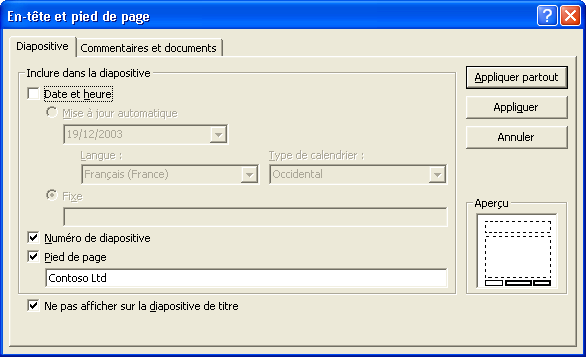 En-tête et pied de page
Diapositive
Commentaires et documents
Inclure dans la diapositive
Date et heure
Mise à jour automatique
19/12/2003
Langue :
Type de calendrier :
Français (France)
Occidental
Fixe
Numéro de diapositive
Pied de page
Contoso Ltd
Ne pas afficher sur la diapositive de titre
Appliquer partout
Appliquer
Annuler
Aperçu